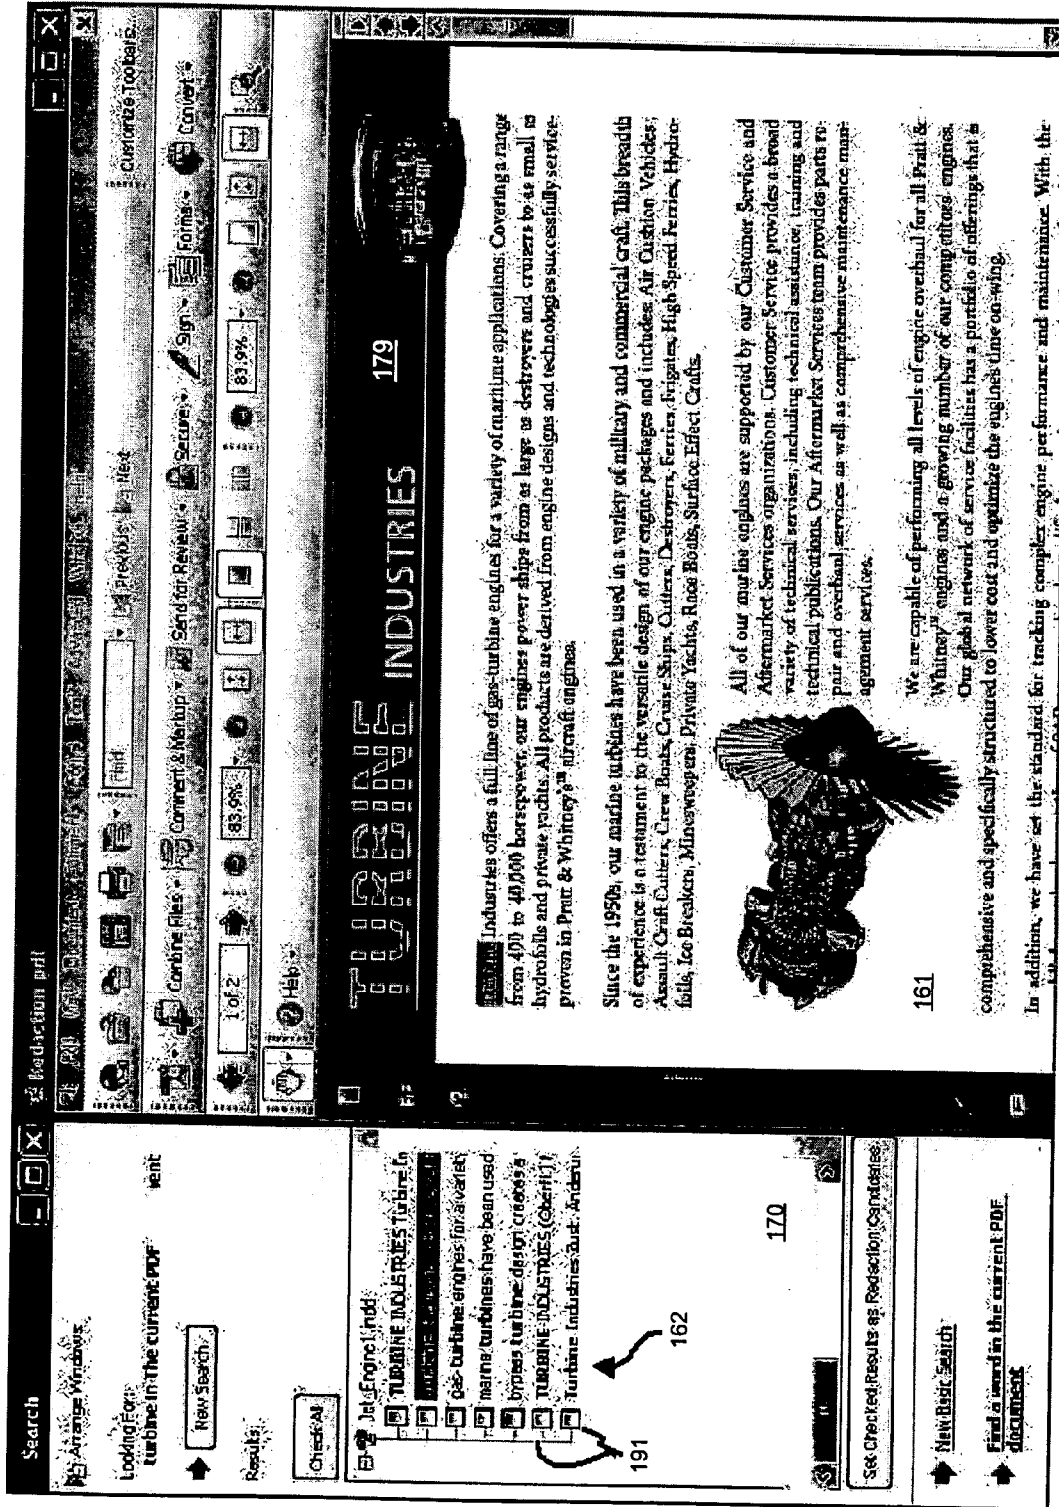 Search
Arrange Windows
Looking For:
turbine in the current PDF
New Search
Results:
Check All
TURBINE INDUSTRIES Turbine In
gas-turbine engines for a variety
marine turbines have been used
bypass turbine design creates a
TURBINE INDUSTRIES
Turbine Industries
191
162
170
Set Checked Results as Redaction Candidates
New Basic Search
Find a word in the current PDF
document
Redaction
Customize Toolbars
Find
Previous
Next
Combine Files
Comment & Markup
Send for Review
Secure
Sign
Forms
Convert
1 of 2
83.9%
83.9%
Help
TURBINE INDUSTRIES
179
Industries offers a full line of gas-turbine engines for a variety of maritime applications. Covering a range
from 400 to 40,000 horsepower, our engines power ships from as large as destroyers and cruizers to as small as
hydrofoils and private yachts. All products are derived from engine designs and technologies successfully service-
proven in Pratt & Whitney's aircraft engines.
Since the 1950s, our marine turbines have been used in a variety of military and commercial craft. This breadth
of experience is a testament to the versatile design of our engine packages and includes: Air Cushion Vehicles,
Assault Craft Cutters, Crew Boats, Cruise Ships, Cutters, Destroyers, Ferries, Frigates, High Speed Ferries, Hydro-
foils, Ice Breakers, Minesweepers, Private Yachts, Race Boats, Surface Effect Crafts.
161
All of our marine engines are supported by our Customer Service and
Aftermarket Services organizations. Customer Service provides a broad
variety of technical services, including technical assistance, training and
technical publications. Our Aftermarket Services team provides parts re-
pair and overhaul services as well as comprehensive maintenance man-
agement services.
We are capable of performing all levels of engine overhaul for all Pratt &
Whitney engines and a growing number of our competitors engines.
Our global network of service facilities has a portfolio of offerings that is
comprehensive and specifically structured to lower cost and optimize the engines time on-wing.
In addition, we have set the standard for tracking complex engine performance and maintenance. With the